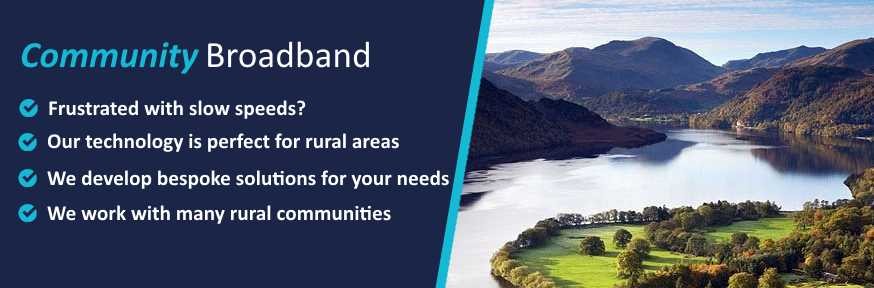 Community Broadband
Frustrated with slow speeds?
Our technology is perfect for rural areas
We develop bespoke solutions for your needs
We work with many rural communities